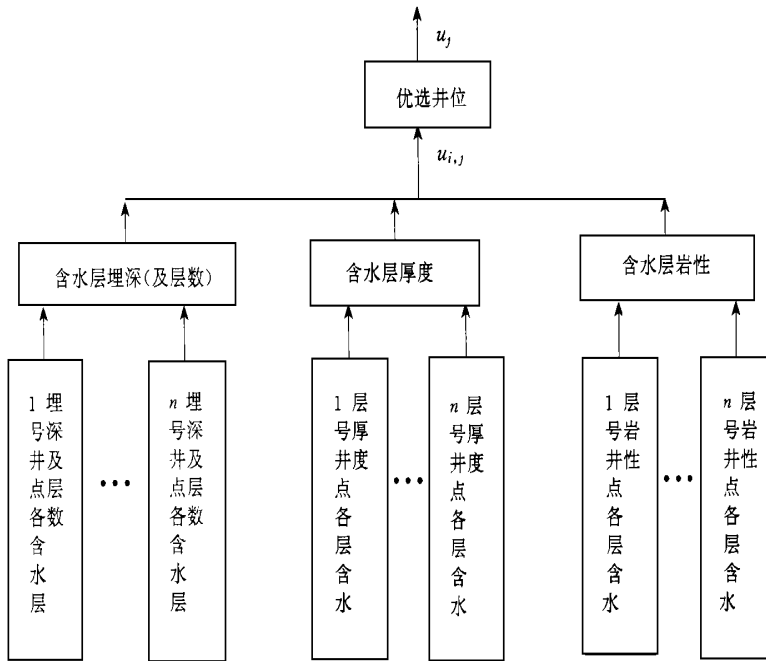 u_j
优选井位
u_{i,j}
含水层埋深(及层数)
含水层厚度
含水层岩性
1号井点各含水层
埋深及层数
•••
n号井点各含水层
埋深及层数
1号井点各层含水
层厚度
•••
n号井点各层含水
层厚度
1号井点各层含水
层岩性
•••
n号井点各层含水
层岩性